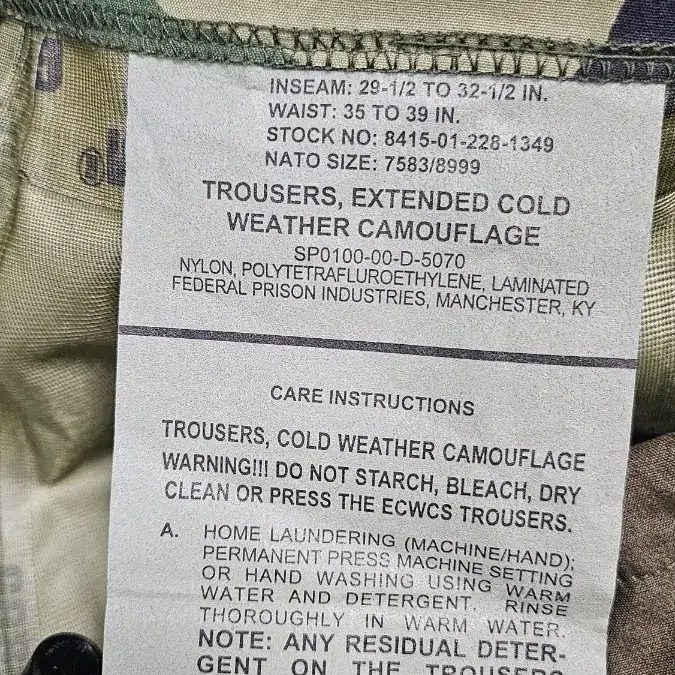 INSEAM: 29-1/2 TO 32-1/2 IN.
WAIST: 35 TO 39 IN.
STOCK NO: 8415-01-228-1349
NATO SIZE: 7583/8999
TROUSERS, EXTENDED COLD
WEATHER CAMOUFLAGE
SP0100-00-D-5070
NYLON, POLYTETRAFLUROETHYLENE, LAMINATED
FEDERAL PRISON INDUSTRIES, MANCHESTER, KY
CARE INSTRUCTIONS
TROUSERS, COLD WEATHER CAMOUFLAGE
WARNING!!! DO NOT STARCH, BLEACH, DRY
CLEAN OR PRESS THE ECWCS TROUSERS.
A. HOME LAUNDERING (MACHINE/HAND);
PERMANENT PRESS MACHINE SETTING
OR HAND WASHING USING WARM
WATER AND DETERGENT. RINSE
THOROUGHLY IN WARM WATER.
NOTE: ANY RESIDUAL DETER-
GENT ON THE TROUSERS